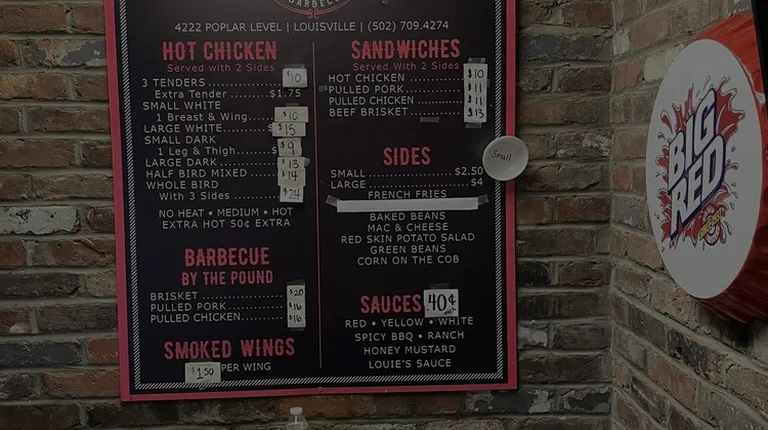 BARBECUE
4222 POPLAR LEVEL | LOUISVILLE | (502) 709.4274
HOT CHICKEN
Served with 2 Sides
3 TENDERS $10
Extra Tender ........$1.75
SMALL WHITE
1 Breast & Wing..... $10
LARGE WHITE..... $15
SMALL DARK
1 Leg & Thigh...$ 9
LARGE DARK..... $13
HALF BIRD MIXED $14
WHOLE BIRD
With 3 Sides ........ $24
NO HEAT • MEDIUM • HOT
EXTRA HOT 50¢ EXTRA
BARBECUE
BY THE POUND
BRISKET ................ $20
PULLED PORK .......... $16
PULLED CHICKEN....... $16
SMOKED WINGS
$1.50 PER WING
SANDWICHES
Served with 2 Sides
HOT CHICKEN ........... $10
PULLED PORK ........... $11
PULLED CHICKEN ....... $11
BEEF BRISKET ........... $13
SIDES
SMALL ..................$2.50
LARGE ..................$4
Small
FRENCH FRIES
BAKED BEANS
MAC & CHEESE
RED SKIN POTATO SALAD
GREEN BEANS
CORN ON THE COB
SAUCES .40¢
RED • YELLOW • WHITE
SPICY BBQ • RANCH
HONEY MUSTARD
LOUIE'S SAUCE
BIG
RED